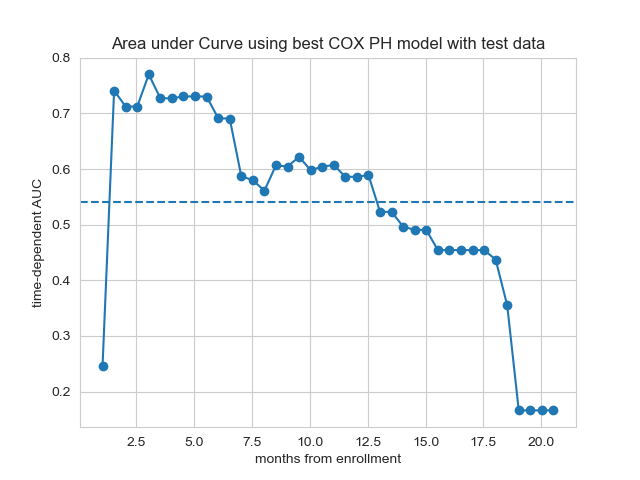 Area under Curve using best COX PH model with test data
time-dependent AUC
0.8
0.7
0.6
0.5
0.4
0.3
0.2
2.5 5.0 7.5 10.0 12.5 15.0 17.5 20.0
months from enrollment